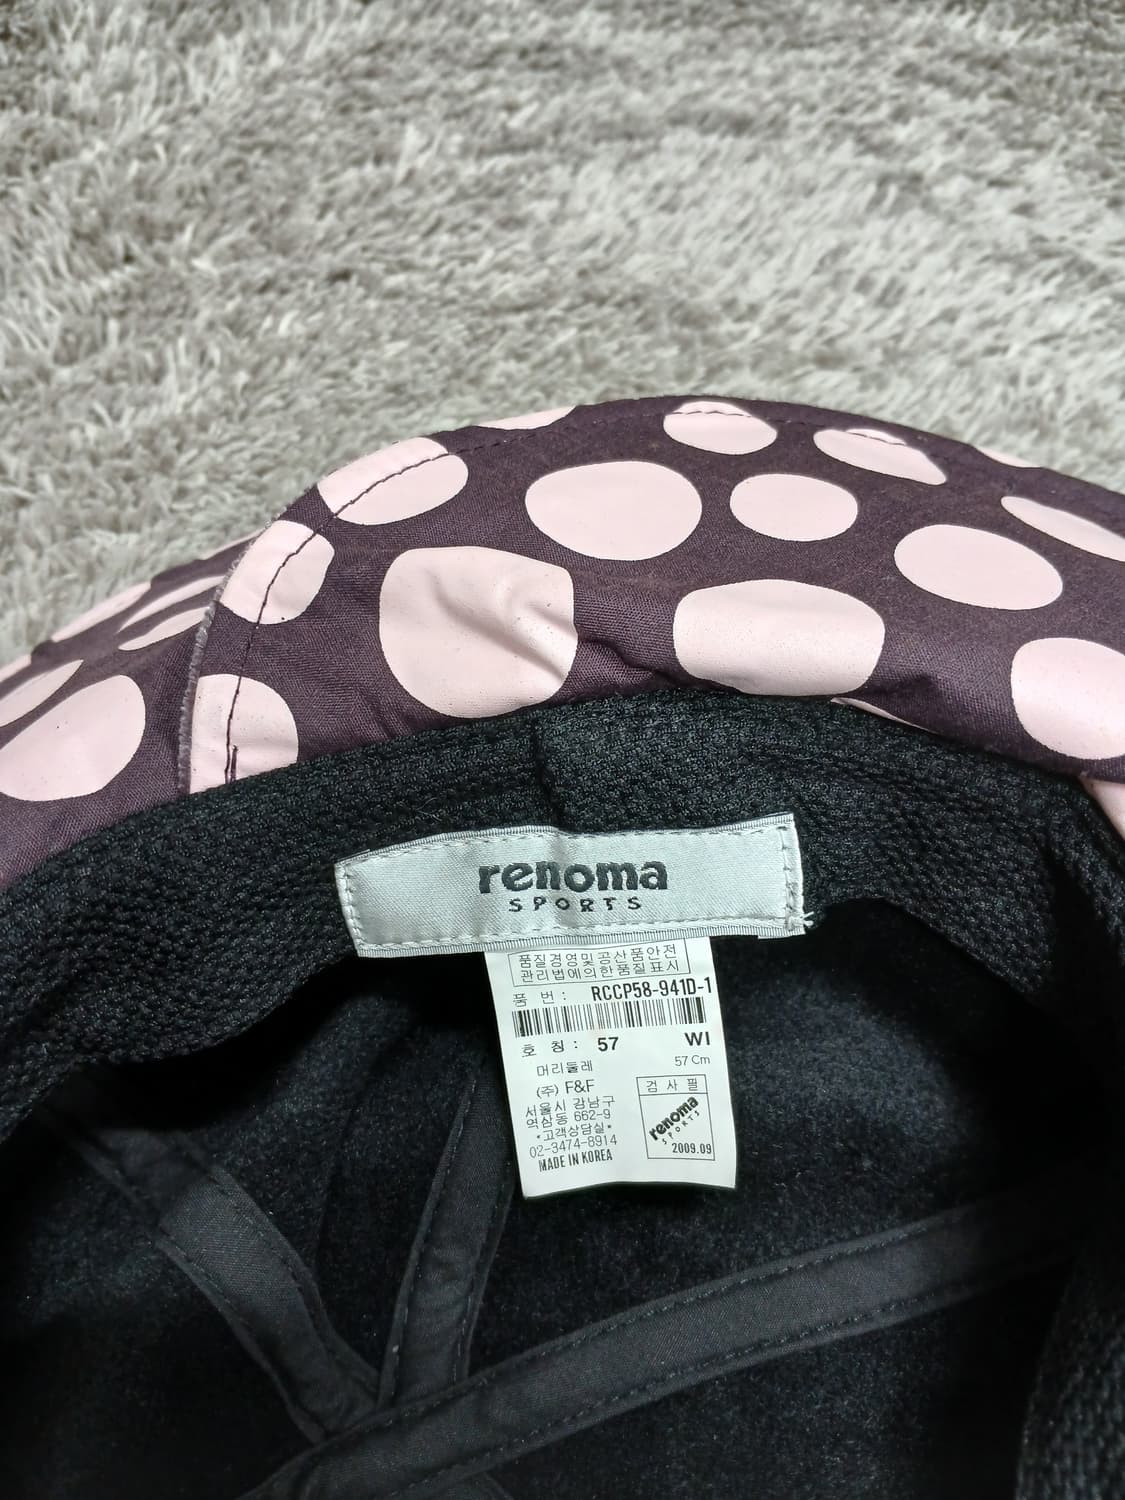 renoma
SPORTS
품질경영및공산품안전
관리법에의한품질표시
품 번: RCCP58-941D-1
호 칭: 57 WI
머리둘레 57 Cm
(주) F&F
서울시 강남구
역삼동 662-9
*고객상담실*
02-3474-8914
MADE IN KOREA
검 사 필
renoma
SPORTS
2009.09